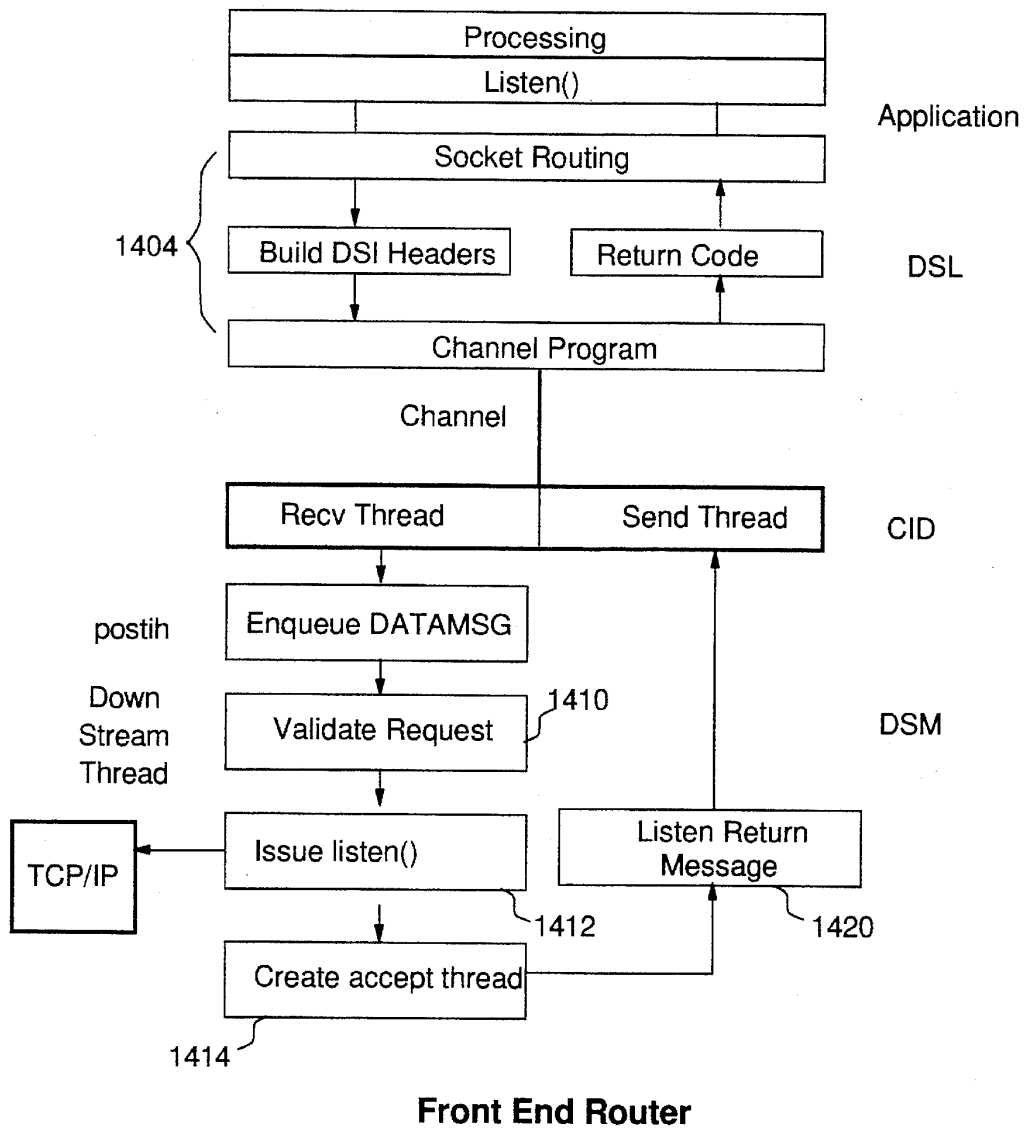 Processing
Listen()
Application
Socket Routing
1404
Build DSI Headers
Return Code
DSL
Channel Program
Channel
Recv Thread
Send Thread
CID
postih
Enqueue DATAMSG
Down
Stream
Thread
Validate Request
1410
DSM
TCP/IP
Issue listen()
1412
Listen Return
Message
1420
Create accept thread
1414
Front End Router